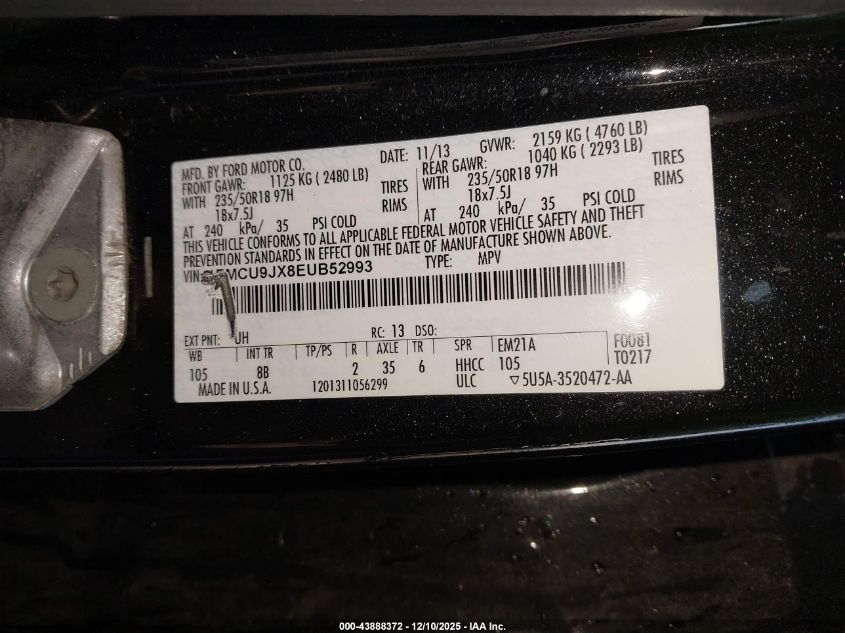 MFD. BY FORD MOTOR CO.
DATE: 11/13 GVWR: 2159 KG ( 4760 LB)
FRONT GAWR: 1125 KG ( 2480 LB) REAR GAWR: 1040 KG ( 2293 LB)
WITH 235/50R18 97H TIRES WITH 235/50R18 97H TIRES
18x7.5J RIMS 18x7.5J RIMS
AT 240 kPa/ 35 PSI COLD AT 240 kPa/ 35 PSI COLD
THIS VEHICLE CONFORMS TO ALL APPLICABLE FEDERAL MOTOR VEHICLE SAFETY AND THEFT
PREVENTION STANDARDS IN EFFECT ON THE DATE OF MANUFACTURE SHOWN ABOVE.
VIN: MCU9JX8EUB52993 TYPE: MPV
EXT PNT: UH RC: 13 DSO:
WB INT TR TP/PS R AXLE TR SPR EM21A F0081
105 8B 2 35 6 HHCC 105 T0217
MADE IN U.S.A. 1201311056299 ULC ▽5U5A-3520472-AA
000-43888372 — 12/10/2025 — IAA Inc.